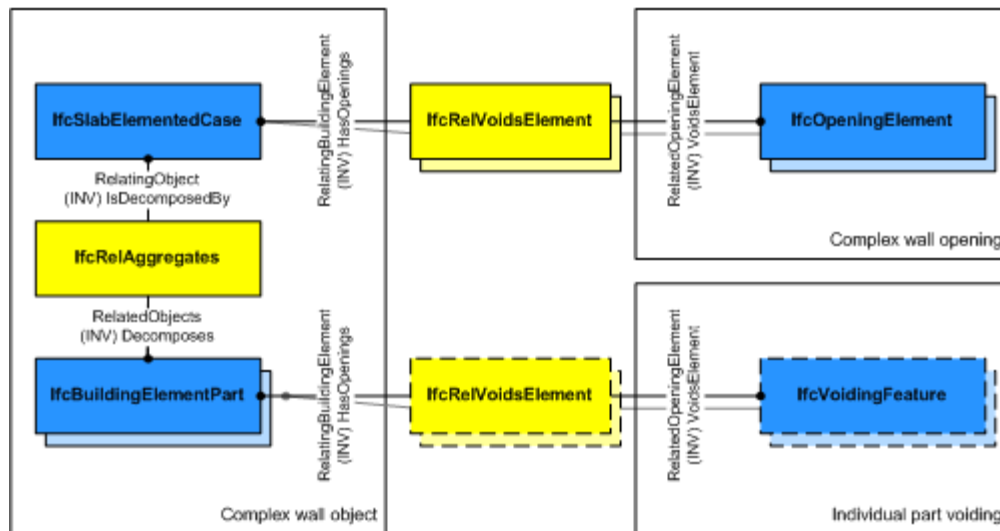 IfcSlabElementedCase
RelatingBuildingElement
(INV) HasOpenings
IfcRelVoidsElement
RelatedOpeningElement
(INV) VoidsElement
IfcOpeningElement
RelatingObject
(INV) IsDecomposedBy
IfcRelAggregates
Complex wall opening
RelatedObjects
(INV) Decomposes
IfcBuildingElementPart
RelatingBuildingElement
(INV) HasOpenings
IfcRelVoidsElement
RelatedOpeningElement
(INV) VoidsElement
IfcVoidingFeature
Complex wall object
Individual part voiding